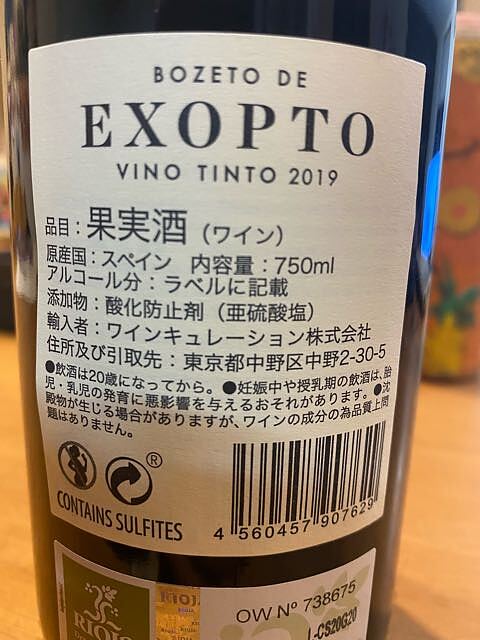 BOZETO DE
EXOPTO
VINO TINTO 2019
品目：果実酒（ワイン）
原産国：スペイン　内容量：750ml
アルコール分：ラベルに記載
添加物：酸化防止剤（亜硫酸塩）
輸入者：ワインキュレーション株式会社
住所及び引取先：東京都中野区中野2-30-5
●飲酒は20歳になってから。●妊娠中や授乳期の飲酒は、胎
児・乳児の発育に悪影響を与えるおそれがあります。●沈
殿物が生じる場合がありますが、ワインの成分の為品質上問
題はありません。
®
CONTAINS SULFITES
4 560457 907629
RIOJA
OW Nº 738675
L-CS20G20